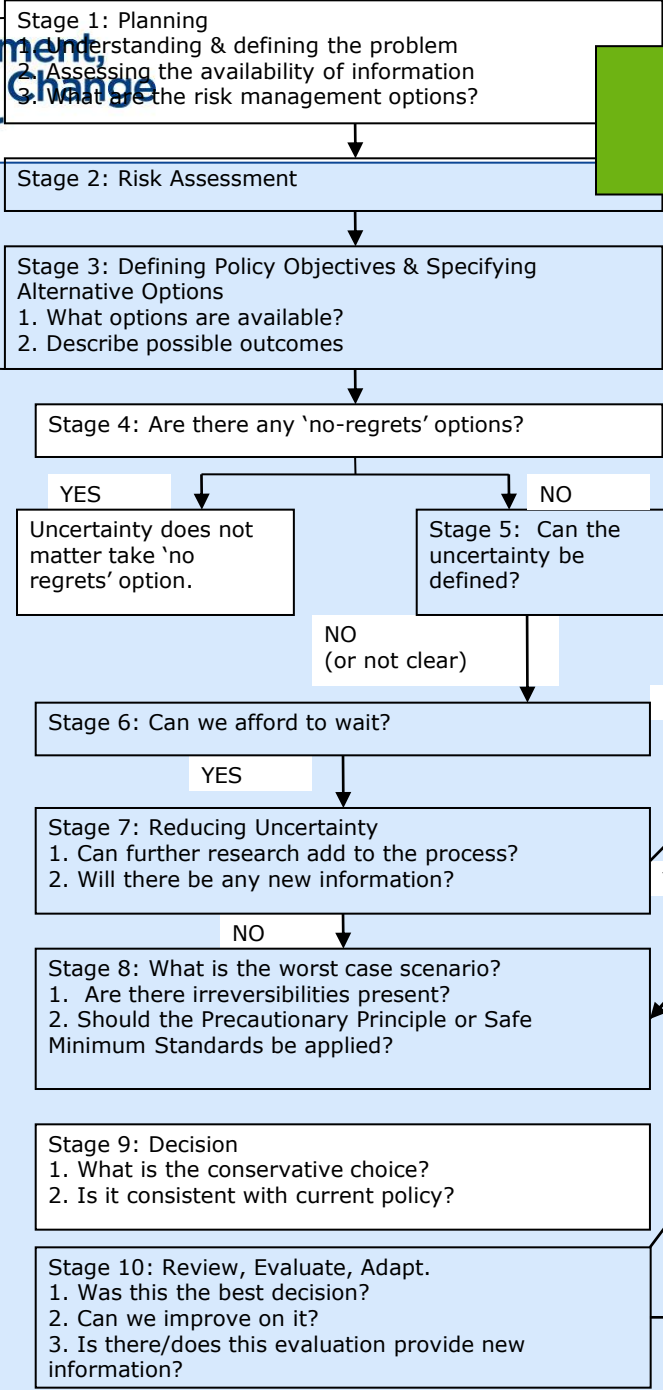 Stage 1: Planning
ment,
1. Understanding & defining the problem
2. Assessing the availability of information
Change
3. What are the risk management options?
Stage 2: Risk Assessment
Stage 3: Defining Policy Objectives & Specifying
Alternative Options
1. What options are available?
2. Describe possible outcomes
Stage 4: Are there any ‘no-regrets’ options?
YES
NO
Uncertainty does not
matter take ‘no
regrets’ option.
Stage 5: Can the
uncertainty be
defined?
NO
(or not clear)
Stage 6: Can we afford to wait?
YES
Stage 7: Reducing Uncertainty
1. Can further research add to the process?
2. Will there be any new information?
NO
Stage 8: What is the worst case scenario?
1. Are there irreversibilities present?
2. Should the Precautionary Principle or Safe
Minimum Standards be applied?
Stage 9: Decision
1. What is the conservative choice?
2. Is it consistent with current policy?
Stage 10: Review, Evaluate, Adapt.
1. Was this the best decision?
2. Can we improve on it?
3. Is there/does this evaluation provide new
information?